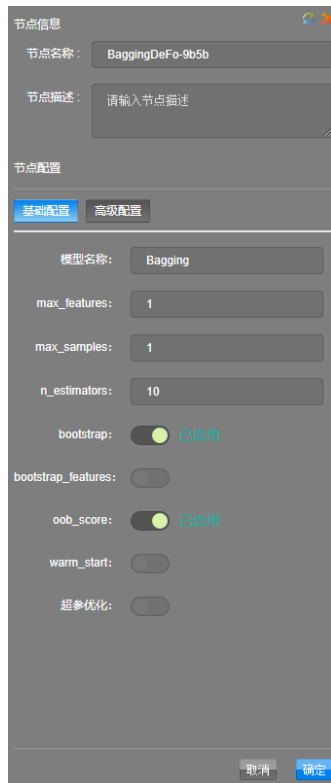 节点信息
节点名称： BaggingDeFo-9b5b
节点描述： 请输入节点描述
节点配置
基础配置 高级配置
模型名称： Bagging
max_features： 1
max_samples： 1
n_estimators： 10
bootstrap： 已启用
bootstrap_features：
oob_score： 已启用
warm_start：
超参优化：
取消 确定